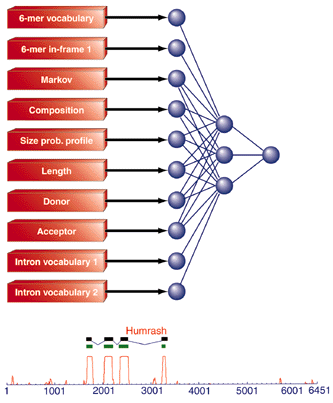 6-mer vocabulary
6-mer in-frame 1
Markov
Composition
Size prob. profile
Length
Donor
Acceptor
Intron vocabulary 1
Intron vocabulary 2
Humrash
1 1001 2001 3001 4001 5001 6001 6451